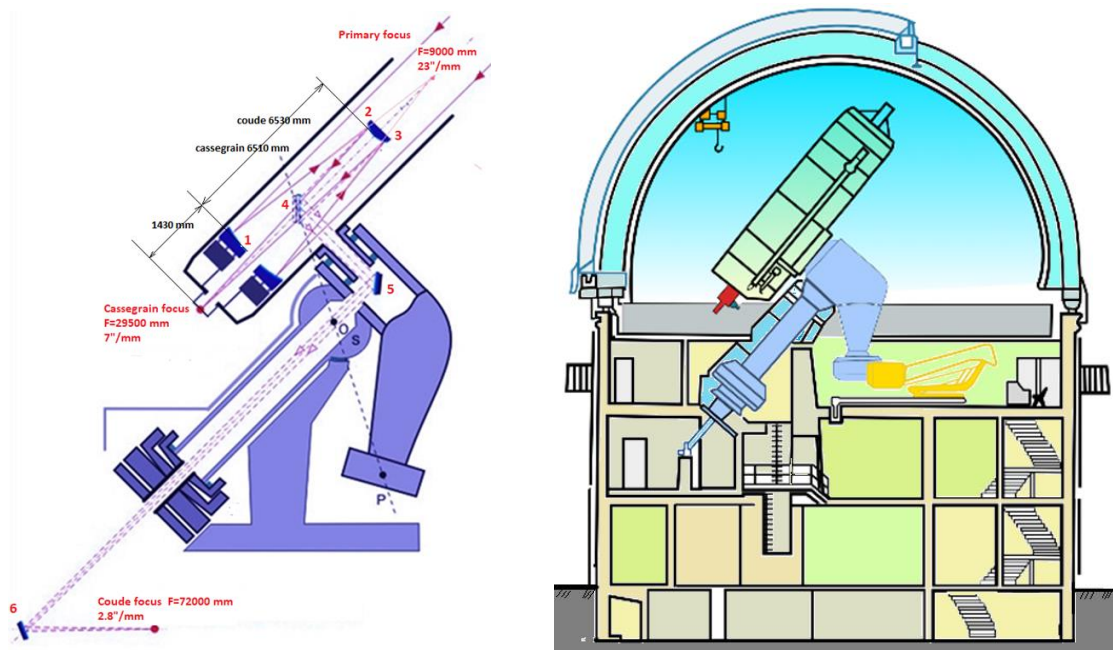 Primary focus
F=9000 mm
23"/mm
2
3
coude 6530 mm
cassegrain 6510 mm
4
1430 mm
1
5
Cassegrain focus
F=29500 mm
7"/mm
O
S
P
6
Coude focus F=72000 mm
2.8"/mm